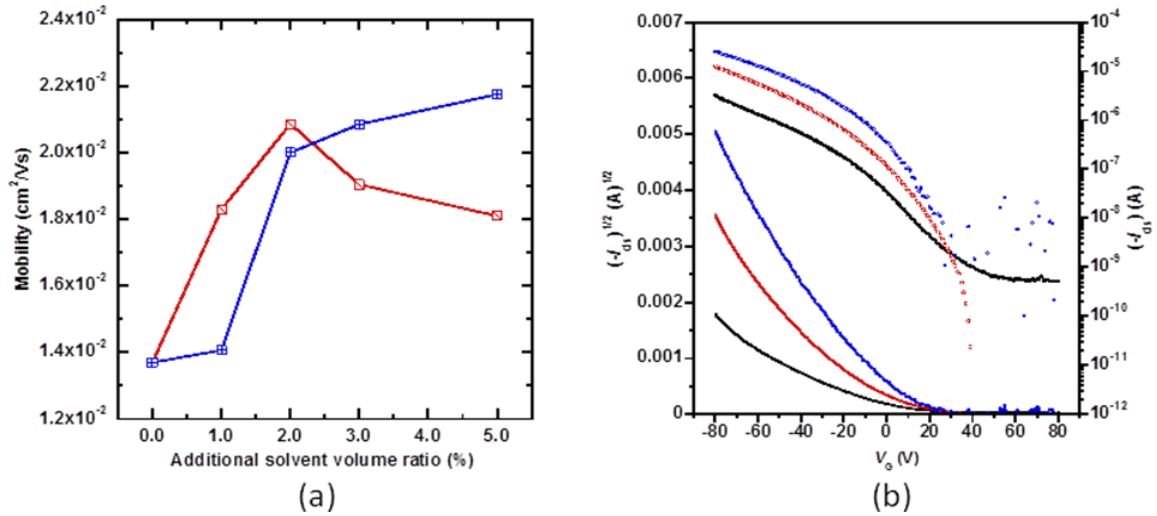 2.4x10⁻²
2.2x10⁻²
2.0x10⁻²
1.8x10⁻²
1.6x10⁻²
1.4x10⁻²
1.2x10⁻²
Mobility (cm²/Vs)
0.0 1.0 2.0 3.0 4.0 5.0
Additional solvent volume ratio (%)
(a)
0.007
0.006
0.005
0.004
0.003
0.002
0.001
0
(-I_ds)^1/2 (A)^1/2
10⁻⁴
10⁻⁵
10⁻⁶
10⁻⁷
10⁻⁸
10⁻⁹
10⁻¹⁰
10⁻¹¹
10⁻¹²
(-I_ds) (A)
-80 -60 -40 -20 0 20 40 60 80
V_G (V)
(b)